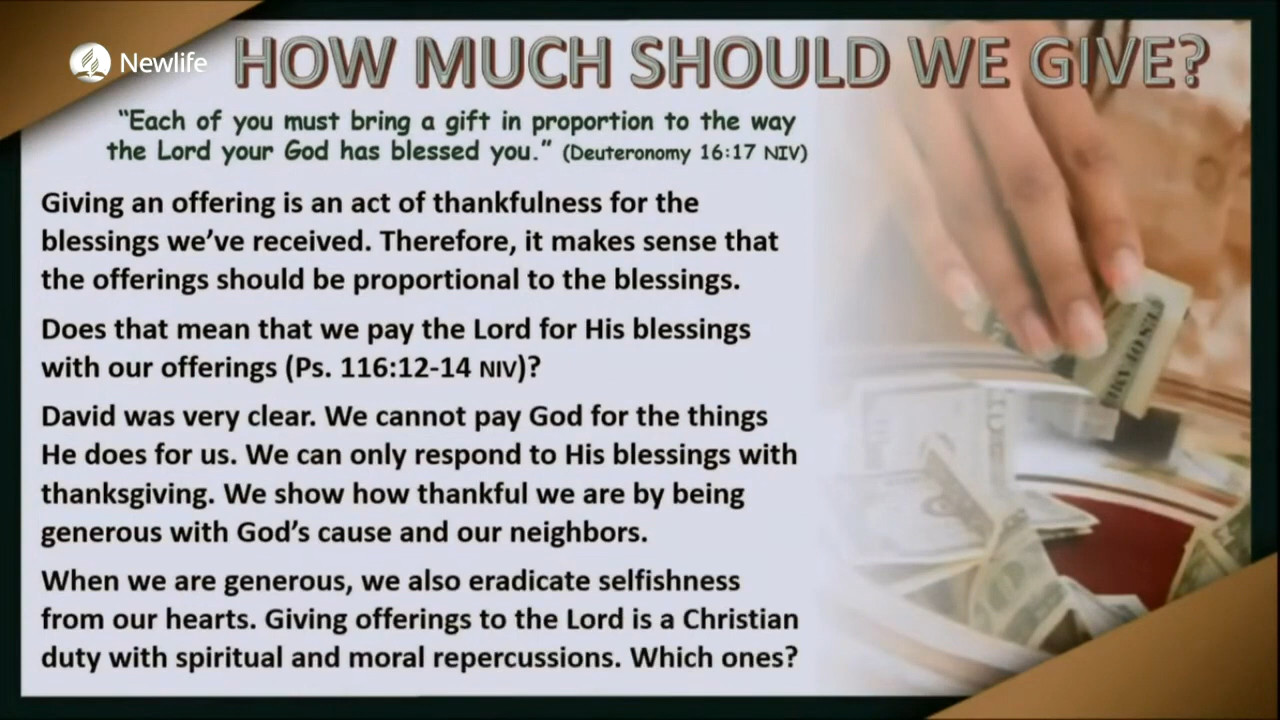 Newlife
HOW MUCH SHOULD WE GIVE?
“Each of you must bring a gift in proportion to the way
the Lord your God has blessed you.” (Deuteronomy 16:17 NIV)
Giving an offering is an act of thankfulness for the
blessings we’ve received. Therefore, it makes sense that
the offerings should be proportional to the blessings.
Does that mean that we pay the Lord for His blessings
with our offerings (Ps. 116:12-14 NIV)?
David was very clear. We cannot pay God for the things
He does for us. We can only respond to His blessings with
thanksgiving. We show how thankful we are by being
generous with God’s cause and our neighbors.
When we are generous, we also eradicate selfishness
from our hearts. Giving offerings to the Lord is a Christian
duty with spiritual and moral repercussions. Which ones?